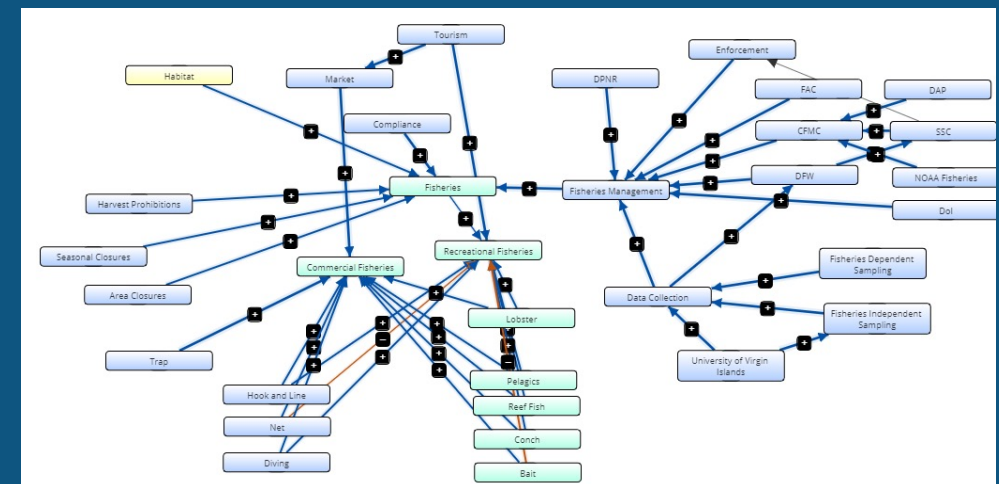 Tourism
Enforcement
Habitat
Market
DPNR
FAC
DAP
Compliance
CFMC
SSC
Fisheries
Fisheries Management
DFW
NOAA Fisheries
Harvest Prohibitions
DoI
Seasonal Closures
Recreational Fisheries
Commercial Fisheries
Fisheries Dependent
Sampling
Area Closures
Data Collection
Lobster
Fisheries Independent
Sampling
Trap
University of Virgin
Islands
Pelagics
Hook and Line
Reef Fish
Net
Conch
Diving
Bait